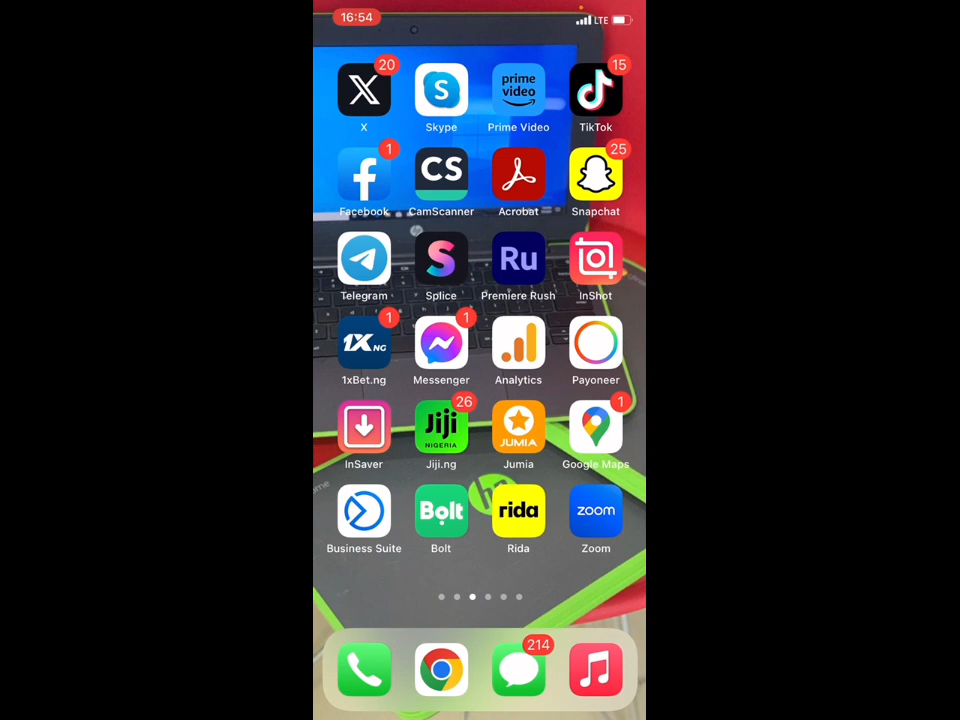 16:54
LTE
20
15
X
S
prime
video
X
Skype
Prime Video
TikTok
1
25
f
CS
Facebook
CamScanner
Acrobat
Snapchat
S
Ru
Telegram
Splice
Premiere Rush
InShot
1
1
1X NG
1xBet.ng
Messenger
Analytics
Payoneer
26
1
Jiji
NIGERIA
JUMIA
InSaver
Jiji.ng
Jumia
Google Maps
hp
Bolt
rida
zoom
Business Suite
Bolt
Rida
Zoom
214